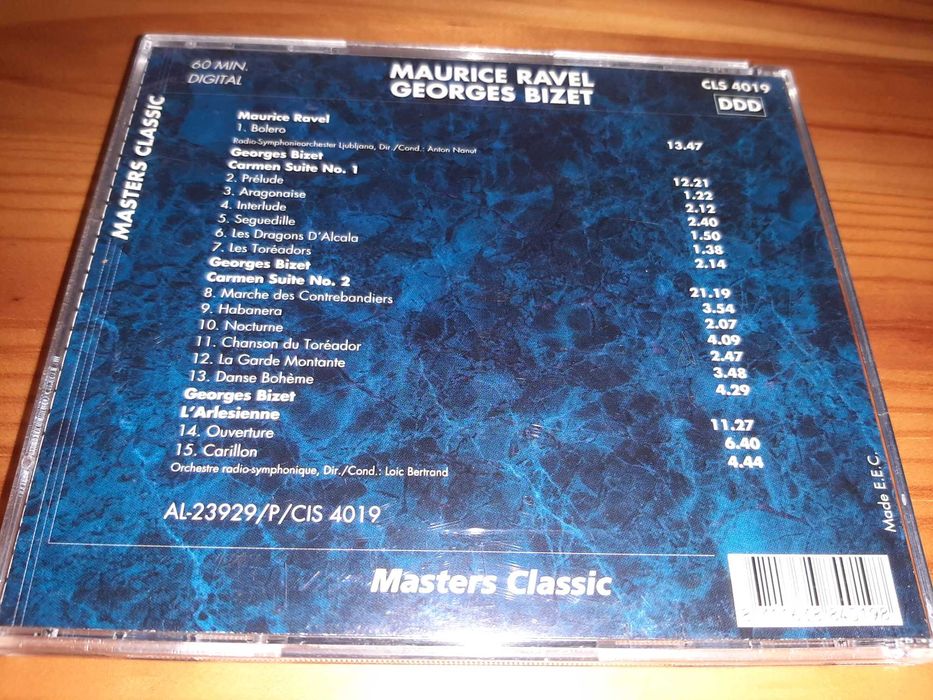 60 MIN.
DIGITAL
MAURICE RAVEL
GEORGES BIZET
CLS 4019
DDD
MASTERS CLASSIC
Maurice Ravel
1. Bolero 13.47
Radio-Symphonieorchester Ljubljana, Dir./Cond.: Anton Nanut
Georges Bizet
Carmen Suite No. 1 12.21
2. Prélude 1.22
3. Aragonaise 2.12
4. Interlude 2.40
5. Seguedille 1.50
6. Les Dragons D'Alcala 1.38
7. Les Toréadors 2.14
Georges Bizet
Carmen Suite No. 2 21.19
8. Marche des Contrebandiers 3.54
9. Habanera 2.07
10. Nocturne 4.09
11. Chanson du Toréador 2.47
12. La Garde Montante 3.48
13. Danse Bohème 4.29
Georges Bizet
L'Arlesienne 11.27
14. Ouverture 6.40
15. Carillon 4.44
Orchestre radio-symphonique, Dir./Cond.: Loic Bertrand
AL-23929/P/CIS 4019
Made E.E.C.
Masters Classic